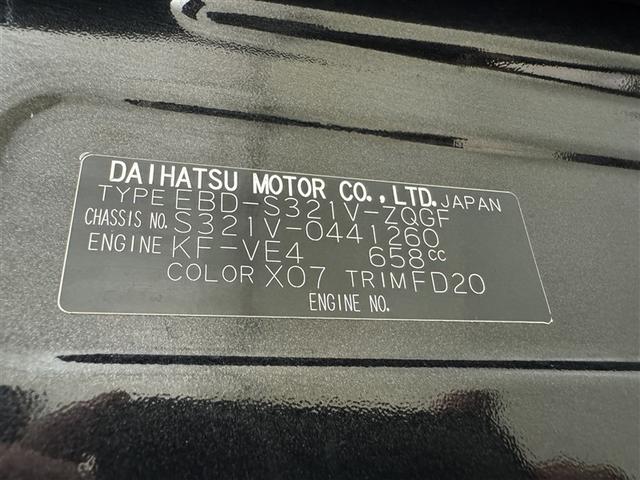 DAIHATSU MOTOR CO.,LTD. JAPAN
TYPE EBD-S321V-ZQGF
CHASSIS NO. S321V-0441260
ENGINE KF-VE4 658cc
COLOR X07 TRIM FD20
ENGINE NO.